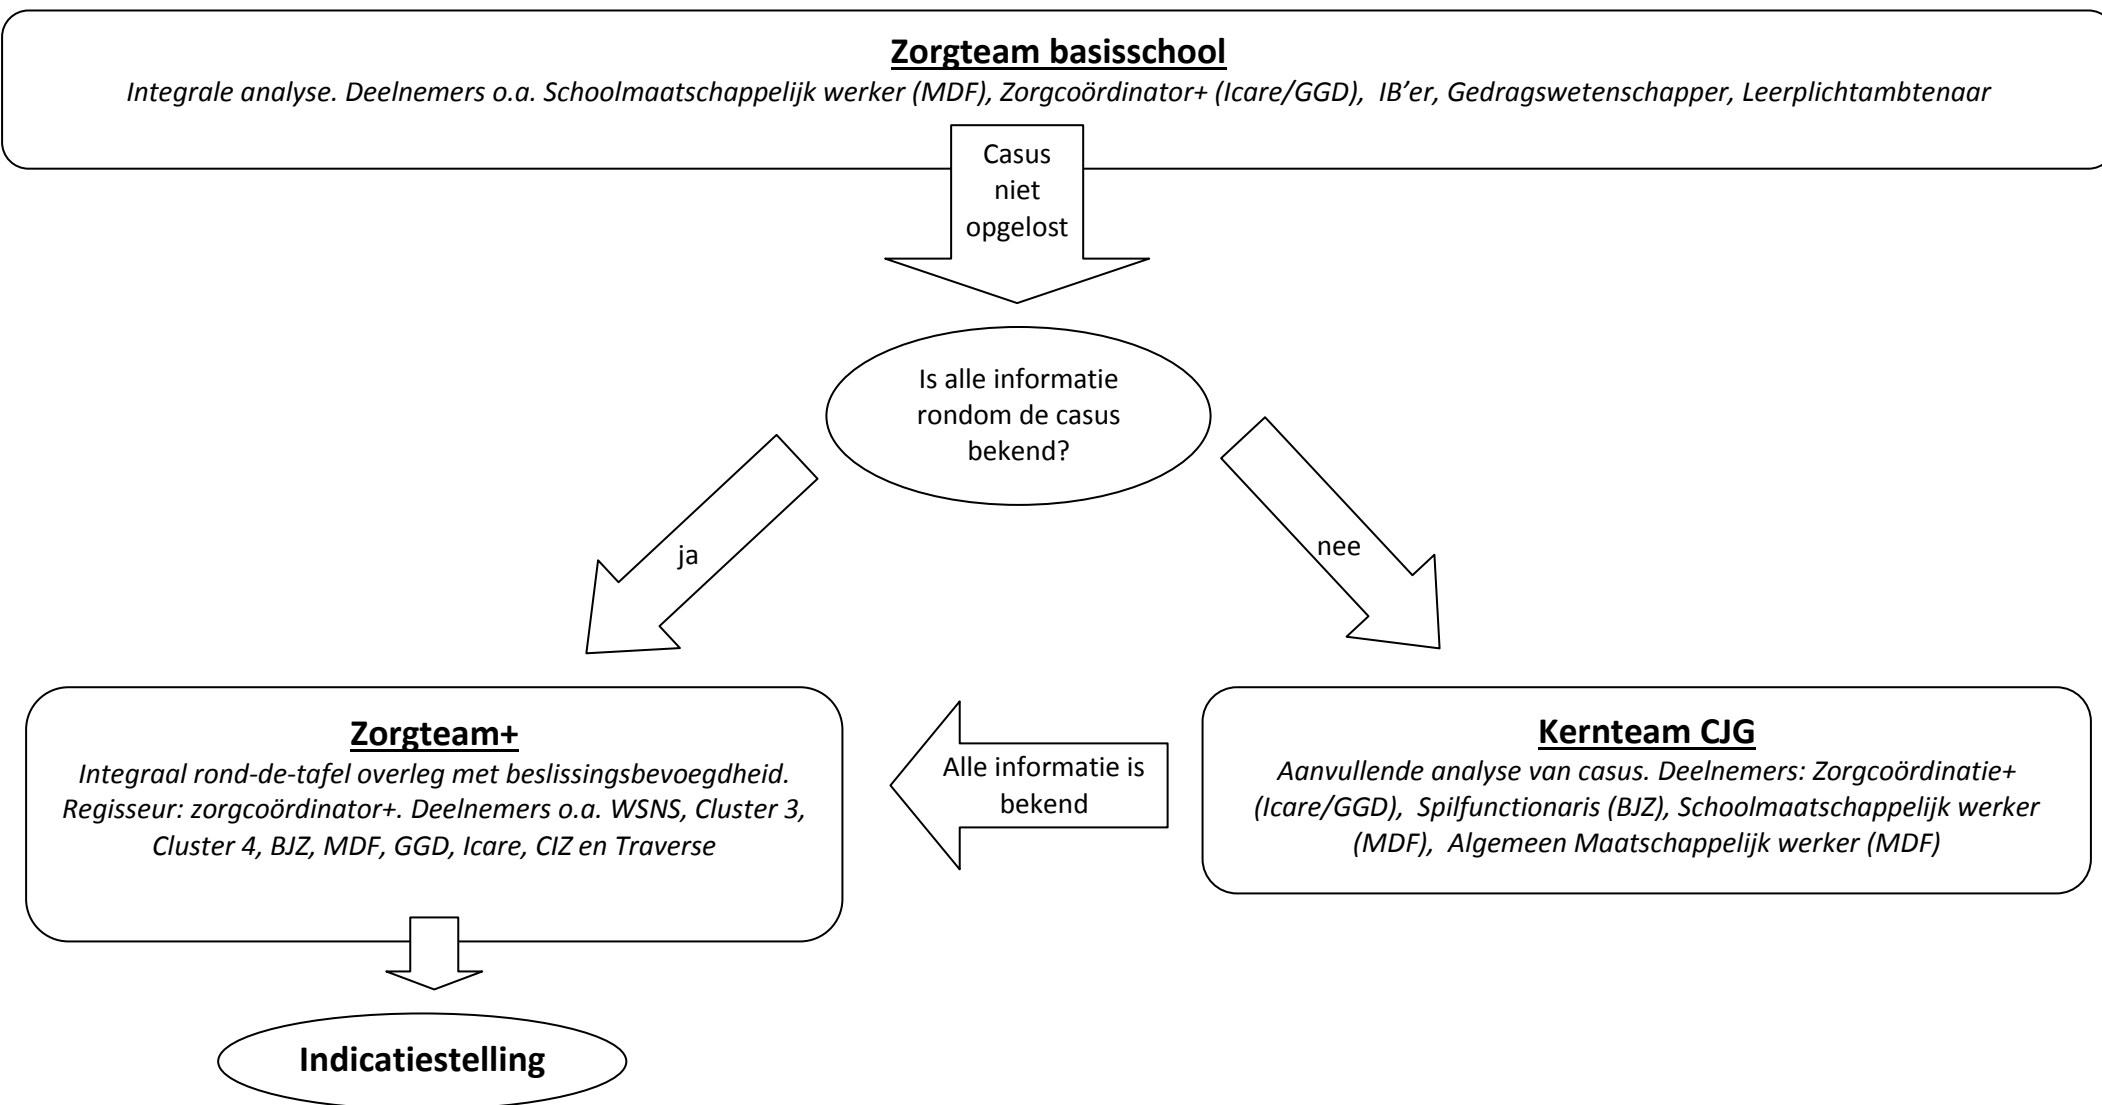 Zorgteam basisschool
Integrale analyse. Deelnemers o.a. Schoolmaatschappelijk werker (MDF), Zorgcoördinator+ (Icare/GGD),  IB’er, Gedragswetenschapper, Leerplichtambtenaar
Casus
niet
opgelost
Is alle informatie
rondom de casus
bekend?
ja
nee
Zorgteam+
Integraal rond-de-tafel overleg met beslissingsbevoegdheid.
Regisseur: zorgcoördinator+. Deelnemers o.a. WSNS, Cluster 3,
Cluster 4, BJZ, MDF, GGD, Icare, CIZ en Traverse
Alle informatie is
bekend
Kernteam CJG
Aanvullende analyse van casus. Deelnemers: Zorgcoördinatie+
(Icare/GGD),  Spilfunctionaris (BJZ), Schoolmaatschappelijk werker
(MDF),  Algemeen Maatschappelijk werker (MDF)
Indicatiestelling